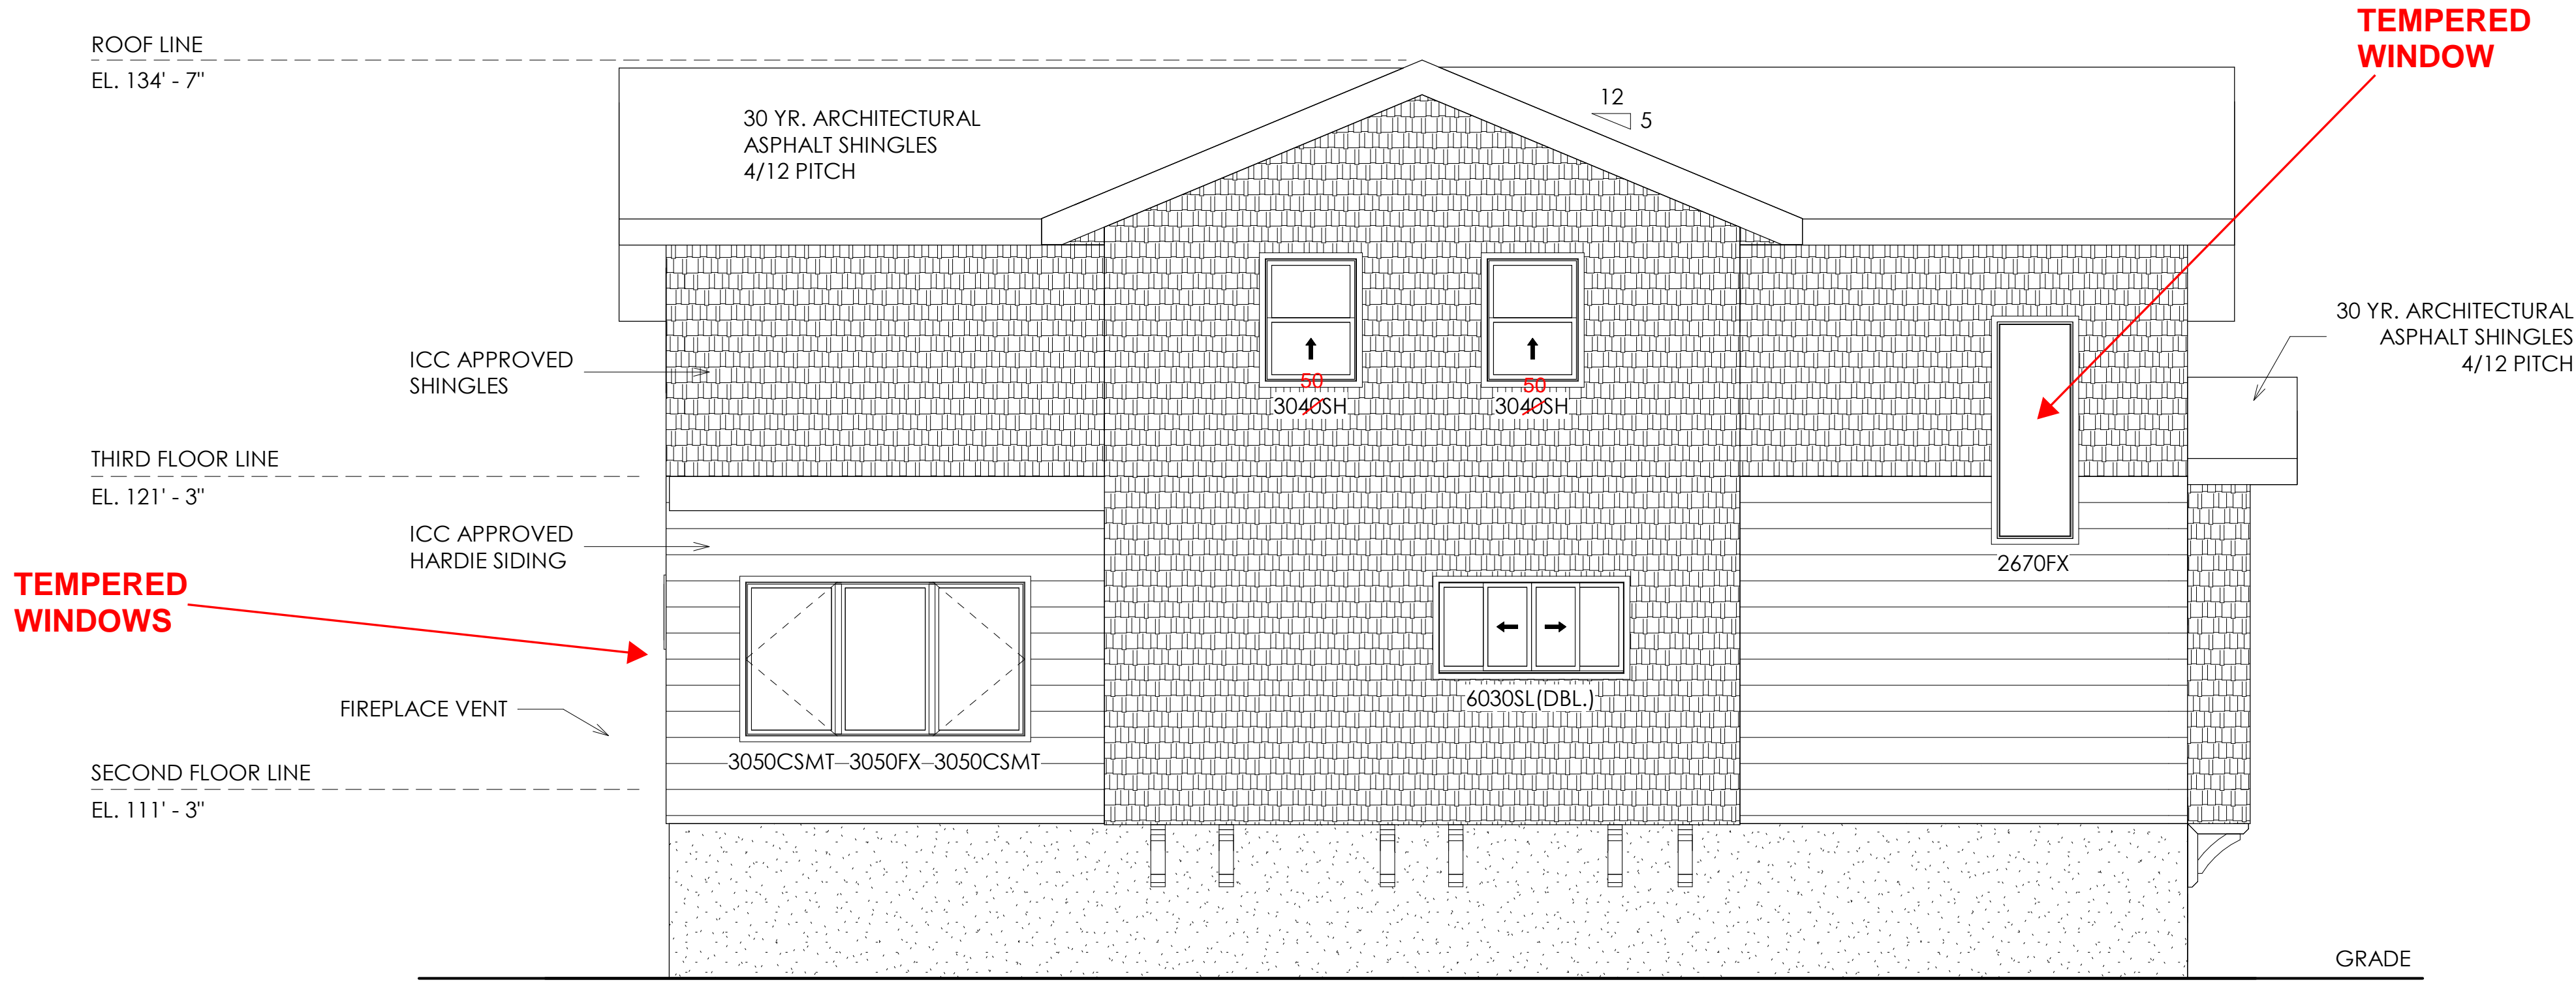 TEMPERED
WINDOW
ROOF LINE
EL. 134' - 7"
30 YR. ARCHITECTURAL
ASPHALT SHINGLES
4/12 PITCH
12
5
30 YR. ARCHITECTURAL
ASPHALT SHINGLES
4/12 PITCH
ICC APPROVED
SHINGLES
50
3040SH
50
3040SH
THIRD FLOOR LINE
EL. 121' - 3"
ICC APPROVED
HARDIE SIDING
2670FX
TEMPERED
WINDOWS
FIREPLACE VENT
6030SL(DBL.)
3050CSMT 3050FX 3050CSMT
SECOND FLOOR LINE
EL. 111' - 3"
GRADE